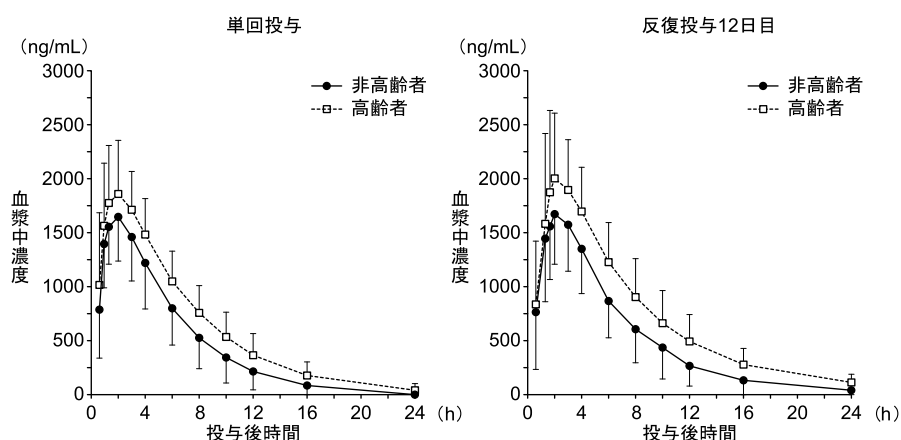 単回投与
（ng/mL）
3000
2500
2000
1500
1000
500
0
血漿中濃度
非高齢者
高齢者
0 4 8 12 16 20 24 （h）
投与後時間
反復投与12日目
（ng/mL）
3000
2500
2000
1500
1000
500
0
血漿中濃度
非高齢者
高齢者
0 4 8 12 16 20 24 （h）
投与後時間